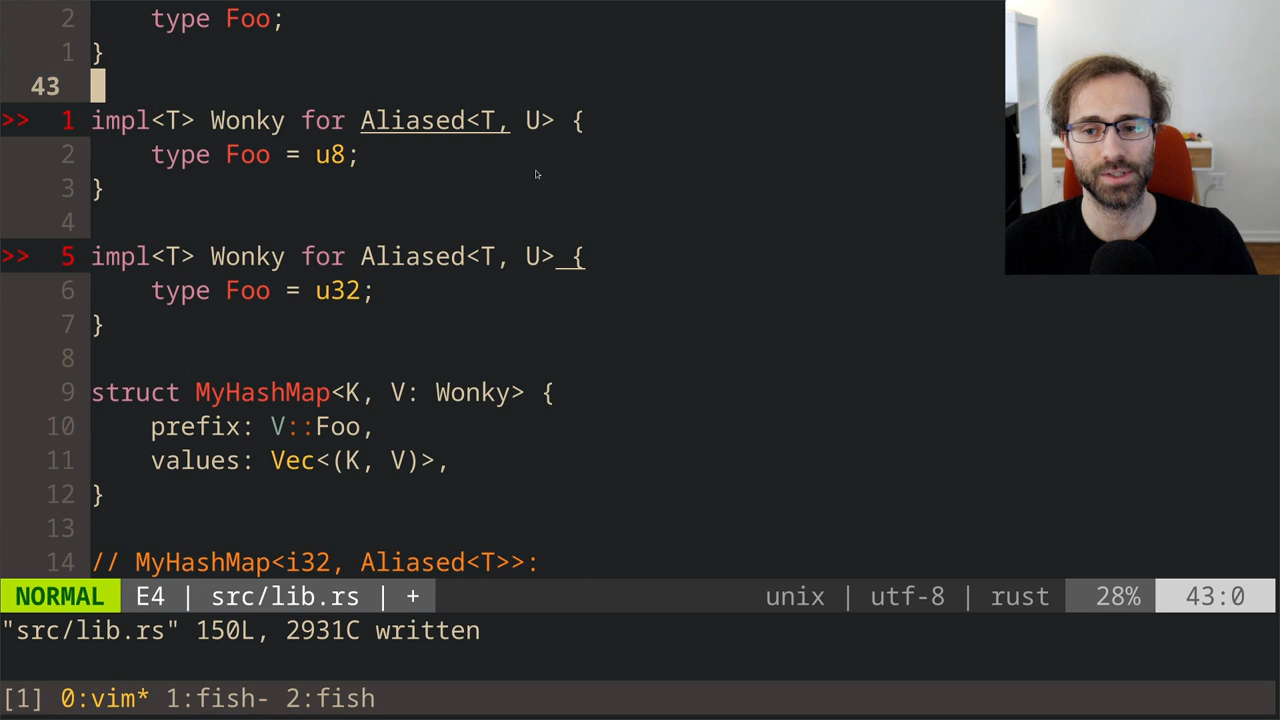 2 type Foo;
1 }
43
>> 1 impl<T> Wonky for Aliased<T, U> {
2 type Foo = u8;
3 }
4
>> 5 impl<T> Wonky for Aliased<T, U> {
6 type Foo = u32;
7 }
8
9 struct MyHashMap<K, V: Wonky> {
10 prefix: V::Foo,
11 values: Vec<(K, V)>,
12 }
13
14 // MyHashMap<i32, Aliased<T>>:
NORMAL E4 | src/lib.rs | + unix | utf-8 | rust 28% 43:0
"src/lib.rs" 150L, 2931C written
[1] 0:vim* 1:fish- 2:fish